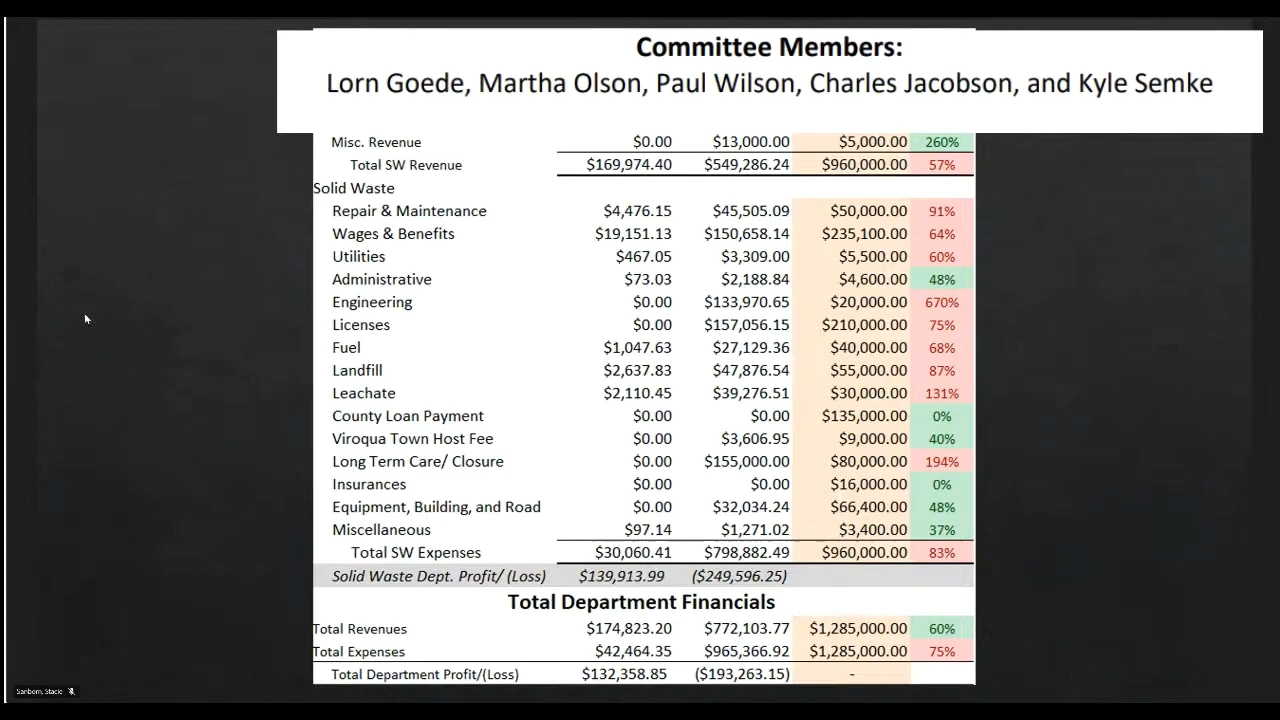 Committee Members:
Lorn Goede, Martha Olson, Paul Wilson, Charles Jacobson, and Kyle Semke
Misc. Revenue $0.00 $13,000.00 $5,000.00 260%
Total SW Revenue $169,974.40 $549,286.24 $960,000.00 57%
Solid Waste
Repair & Maintenance $4,476.15 $45,505.09 $50,000.00 91%
Wages & Benefits $19,151.13 $150,658.14 $235,100.00 64%
Utilities $467.05 $3,309.00 $5,500.00 60%
Administrative $73.03 $2,188.84 $4,600.00 48%
Engineering $0.00 $133,970.65 $20,000.00 670%
Licenses $0.00 $157,056.15 $210,000.00 75%
Fuel $1,047.63 $27,129.36 $40,000.00 68%
Landfill $2,637.83 $47,876.54 $55,000.00 87%
Leachate $2,110.45 $39,276.51 $30,000.00 131%
County Loan Payment $0.00 $0.00 $135,000.00 0%
Viroqua Town Host Fee $0.00 $3,606.95 $9,000.00 40%
Long Term Care/ Closure $0.00 $155,000.00 $80,000.00 194%
Insurances $0.00 $0.00 $16,000.00 0%
Equipment, Building, and Road $0.00 $32,034.24 $66,400.00 48%
Miscellaneous $97.14 $1,271.02 $3,400.00 37%
Total SW Expenses $30,060.41 $798,882.49 $960,000.00 83%
Solid Waste Dept. Profit/ (Loss) $139,913.99 ($249,596.25)
Total Department Financials
Total Revenues $174,823.20 $772,103.77 $1,285,000.00 60%
Total Expenses $42,464.35 $965,366.92 $1,285,000.00 75%
Total Department Profit/(Loss) $132,358.85 ($193,263.15) -
Sanborn, Stacie